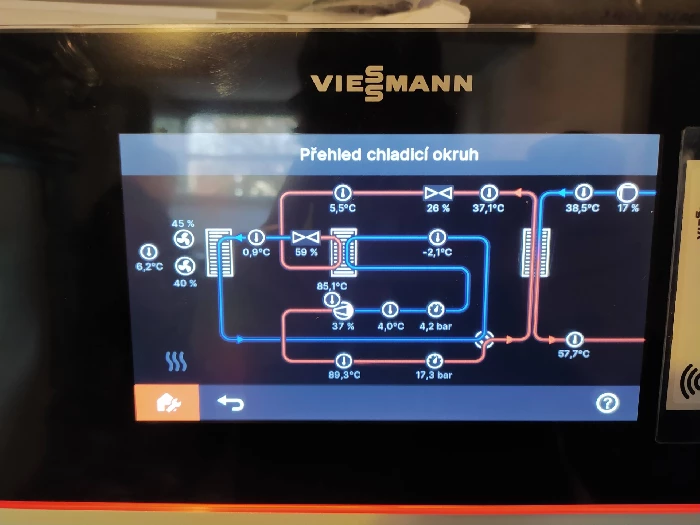 VIESSMANN
Přehled chladicí okruh
5,5°C
26 %
37,1°C
38,5°C
17 %
45 %
6,2°C
40 %
0,9°C
59 %
-2,1°C
85,1°C
37 %
4,0°C
4,2 bar
57,7°C
89,3°C
17,3 bar
?